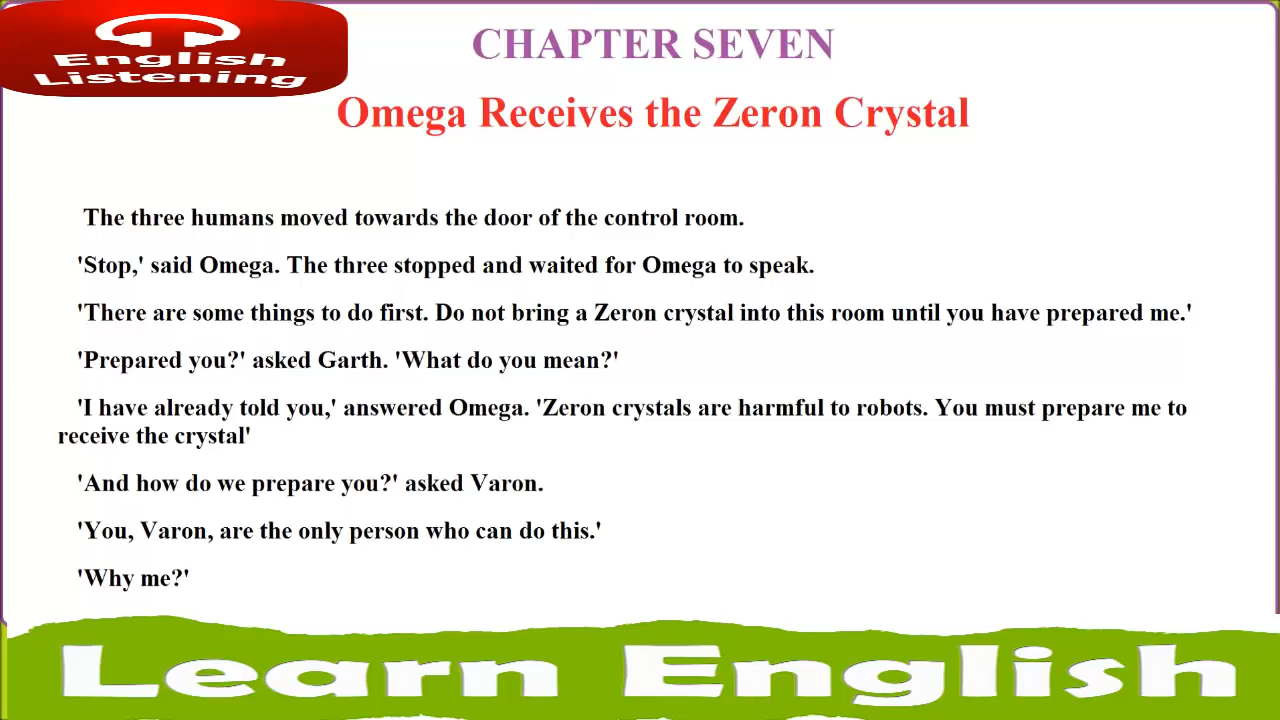 English
Listening
CHAPTER SEVEN
Omega Receives the Zeron Crystal
The three humans moved towards the door of the control room.
'Stop,' said Omega. The three stopped and waited for Omega to speak.
'There are some things to do first. Do not bring a Zeron crystal into this room until you have prepared me.'
'Prepared you?' asked Garth. 'What do you mean?'
'I have already told you,' answered Omega. 'Zeron crystals are harmful to robots. You must prepare me to
receive the crystal'
'And how do we prepare you?' asked Varon.
'You, Varon, are the only person who can do this.'
'Why me?'
Learn English